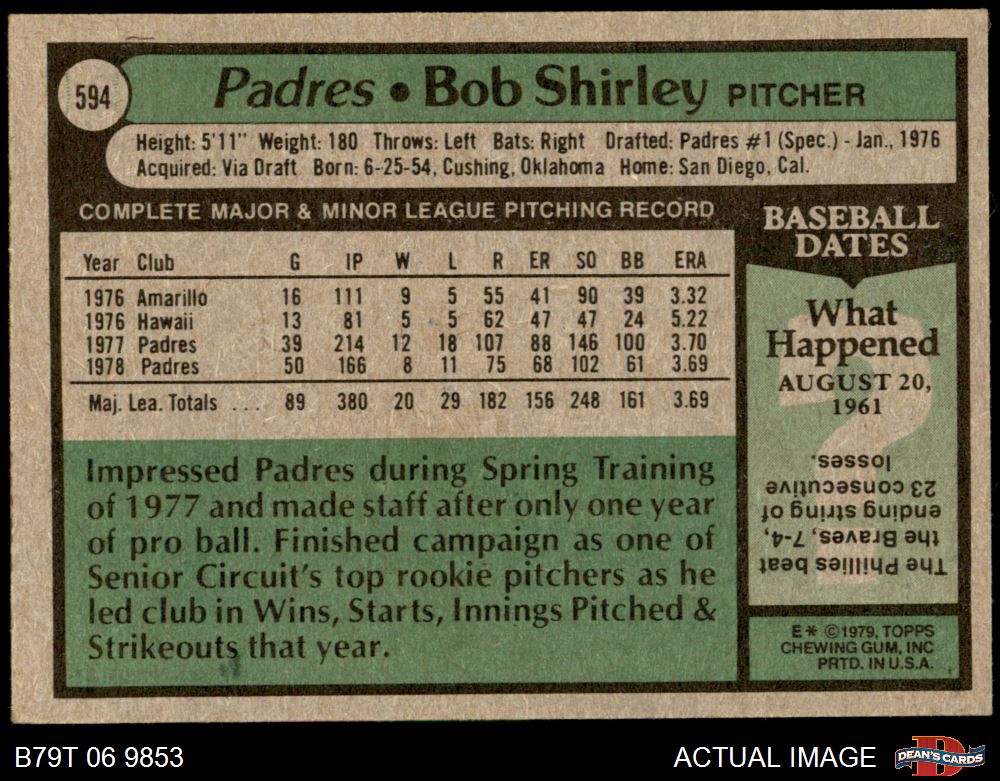 594
Padres • Bob Shirley PITCHER
Height: 5'11" Weight: 180 Throws: Left Bats: Right Drafted: Padres #1 (Spec.) - Jan., 1976
Acquired: Via Draft Born: 6-25-54, Cushing, Oklahoma Home: San Diego, Cal.
COMPLETE MAJOR & MINOR LEAGUE PITCHING RECORD
Year Club G IP W L R ER SO BB ERA
1976 Amarillo 16 111 9 5 55 41 90 39 3.32
1976 Hawaii 13 81 5 5 62 47 47 24 5.22
1977 Padres 39 214 12 18 107 88 146 100 3.70
1978 Padres 50 166 8 11 75 68 102 61 3.69
Maj. Lea. Totals ... 89 380 20 29 182 156 248 161 3.69
Impressed Padres during Spring Training
of 1977 and made staff after only one year
of pro ball. Finished campaign as one of
Senior Circuit's top rookie pitchers as he
led club in Wins, Starts, Innings Pitched &
Strikeouts that year.
BASEBALL
DATES
What
Happened
AUGUST 20,
1961
The Phillies beat
the Braves, 7-4,
ending string of
23 consecutive
losses.
E* ©1979, TOPPS
CHEWING GUM, INC
PRTD. IN U.S.A.
B79T 06 9853
ACTUAL IMAGE
DEAN'S CARDS